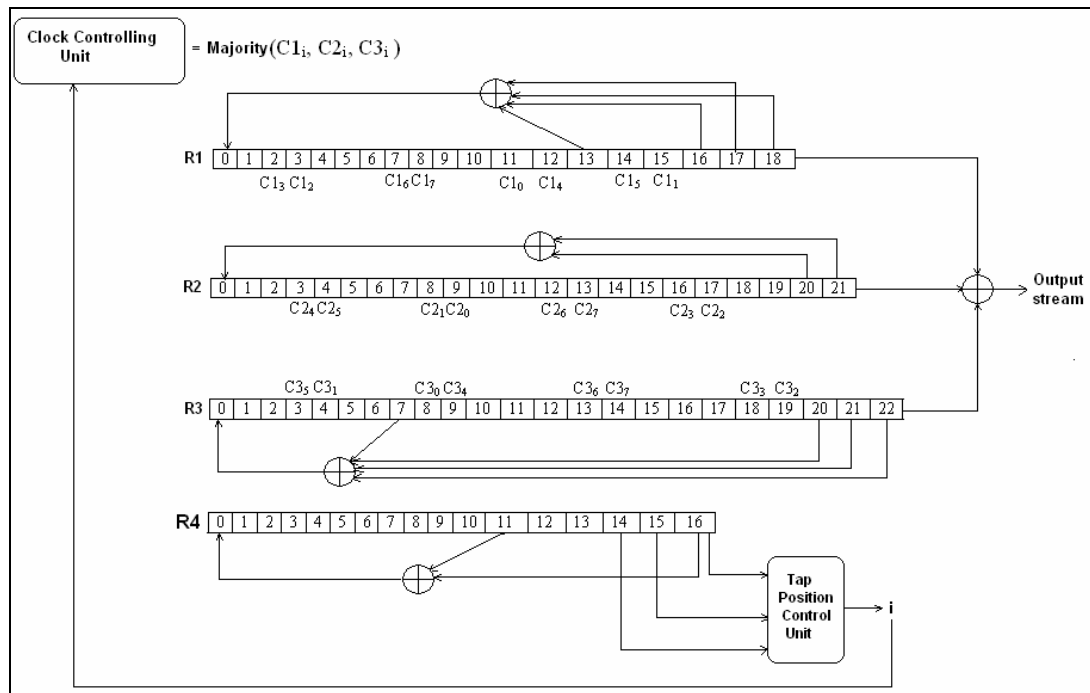 Clock Controlling
Unit
= Majority(C1ᵢ, C2ᵢ, C3ᵢ )
R1 0 1 2 3 4 5 6 7 8 9 10 11 12 13 14 15 16 17 18
C1₃ C1₂ C1₆ C1₇ C1₀ C1₄ C1₅ C1₁
R2 0 1 2 3 4 5 6 7 8 9 10 11 12 13 14 15 16 17 18 19 20 21
C2₄ C2₅ C2₁ C2₀ C2₆ C2₇ C2₃ C2₂
Output
stream
C3₅ C3₁ C3₀ C3₄ C3₆ C3₇ C3₃ C3₂
R3 0 1 2 3 4 5 6 7 8 9 10 11 12 13 14 15 16 17 18 19 20 21 22
R4 0 1 2 3 4 5 6 7 8 9 10 11 12 13 14 15 16
Tap
Position
Control
Unit
i